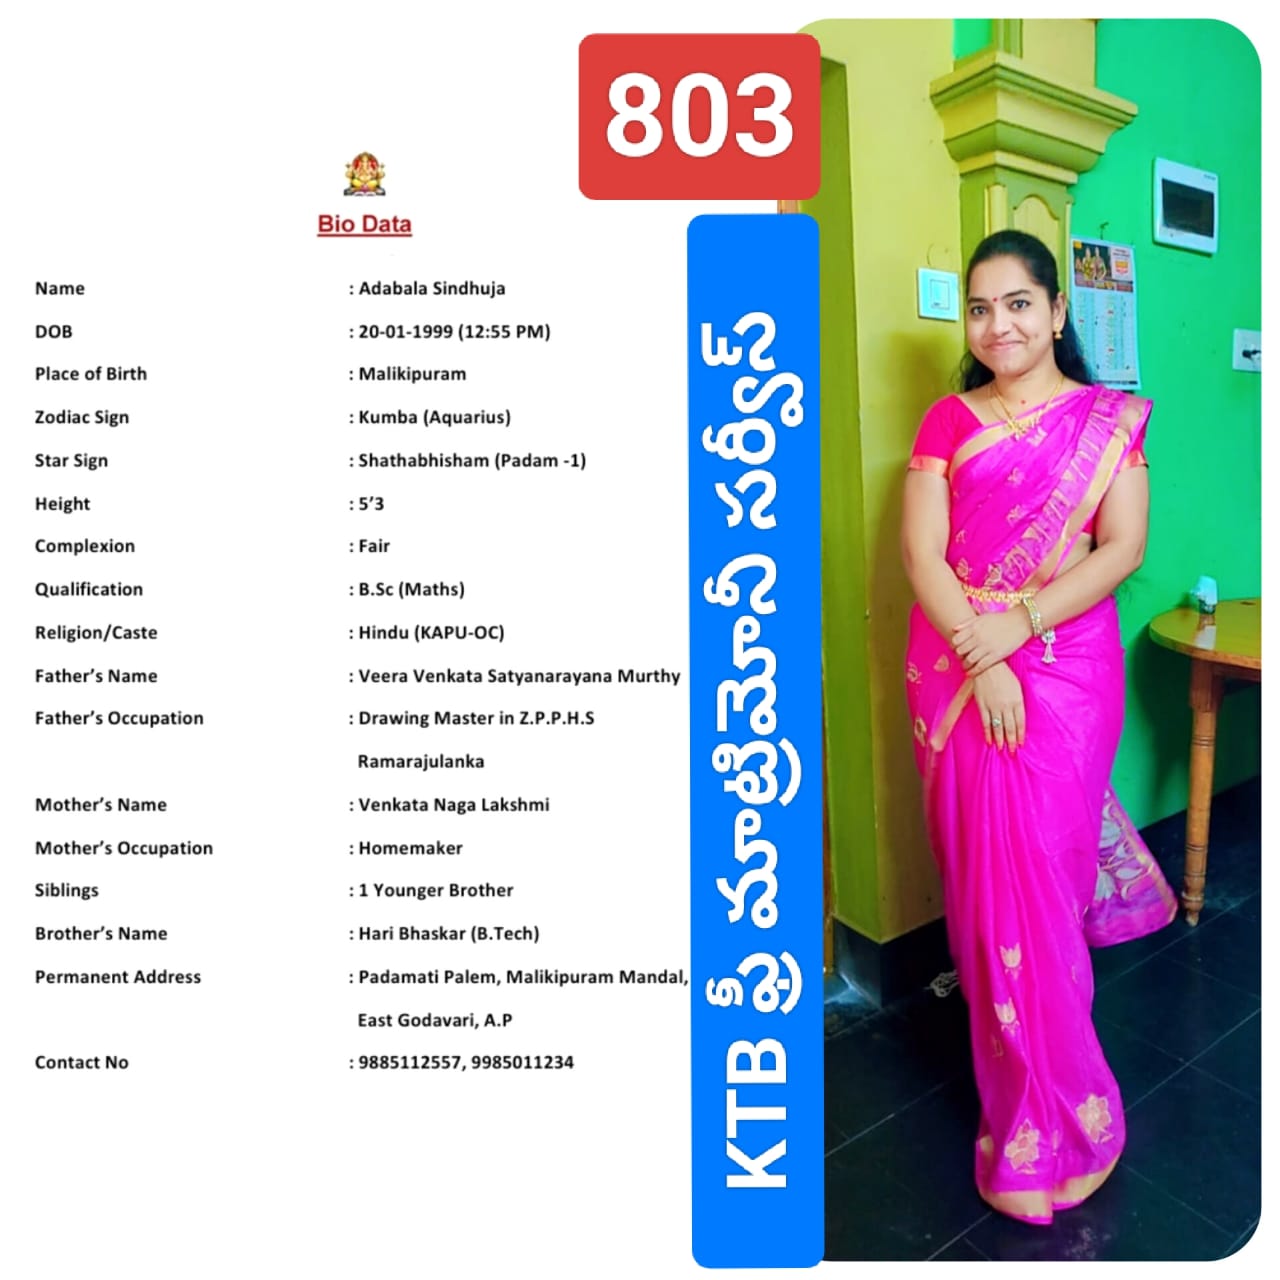 803
Bio Data
Name : Adabala Sindhuja
DOB : 20-01-1999 (12:55 PM)
Place of Birth : Malikipuram
Zodiac Sign : Kumba (Aquarius)
Star Sign : Shathabhisham (Padam -1)
Height : 5’3
Complexion : Fair
Qualification : B.Sc (Maths)
Religion/Caste : Hindu (KAPU-OC)
Father’s Name : Veera Venkata Satyanarayana Murthy
Father’s Occupation : Drawing Master in Z.P.P.H.S
Ramarajulanka
Mother’s Name : Venkata Naga Lakshmi
Mother’s Occupation : Homemaker
Siblings : 1 Younger Brother
Brother’s Name : Hari Bhaskar (B.Tech)
Permanent Address : Padamati Palem, Malikipuram Mandal,
East Godavari, A.P
Contact No : 9885112557, 9985011234
KTB ఫ్రీ మాట్రిమోనీ సర్వీస్